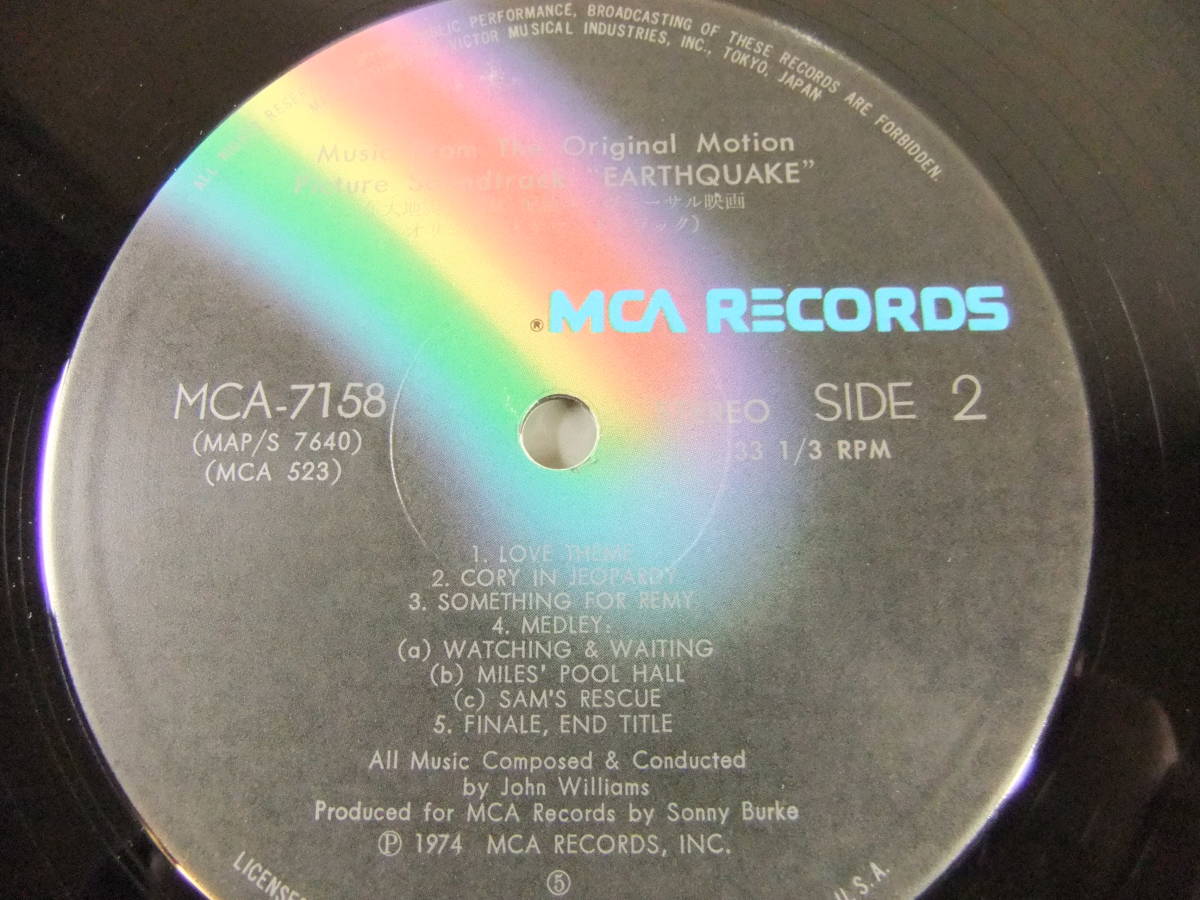 PUBLIC PERFORMANCE, BROADCASTING OF THESE RECORDS ARE FORBIDDEN.
VICTOR MUSICAL INDUSTRIES, INC., TOKYO, JAPAN
Music From The Original Motion
Picture Soundtrack "EARTHQUAKE"
映画
® MCA RECORDS
MCA-7158
(MAP/S 7640)
(MCA 523)
STEREO SIDE 2
33 1/3 RPM
1. LOVE THEME
2. CORY IN JEOPARDY
3. SOMETHING FOR REMY
4. MEDLEY:
(a) WATCHING & WAITING
(b) MILES' POOL HALL
(c) SAM'S RESCUE
5. FINALE, END TITLE
All Music Composed & Conducted
by John Williams
Produced for MCA Records by Sonny Burke
Ⓟ 1974 MCA RECORDS, INC.
⑤
U.S.A.